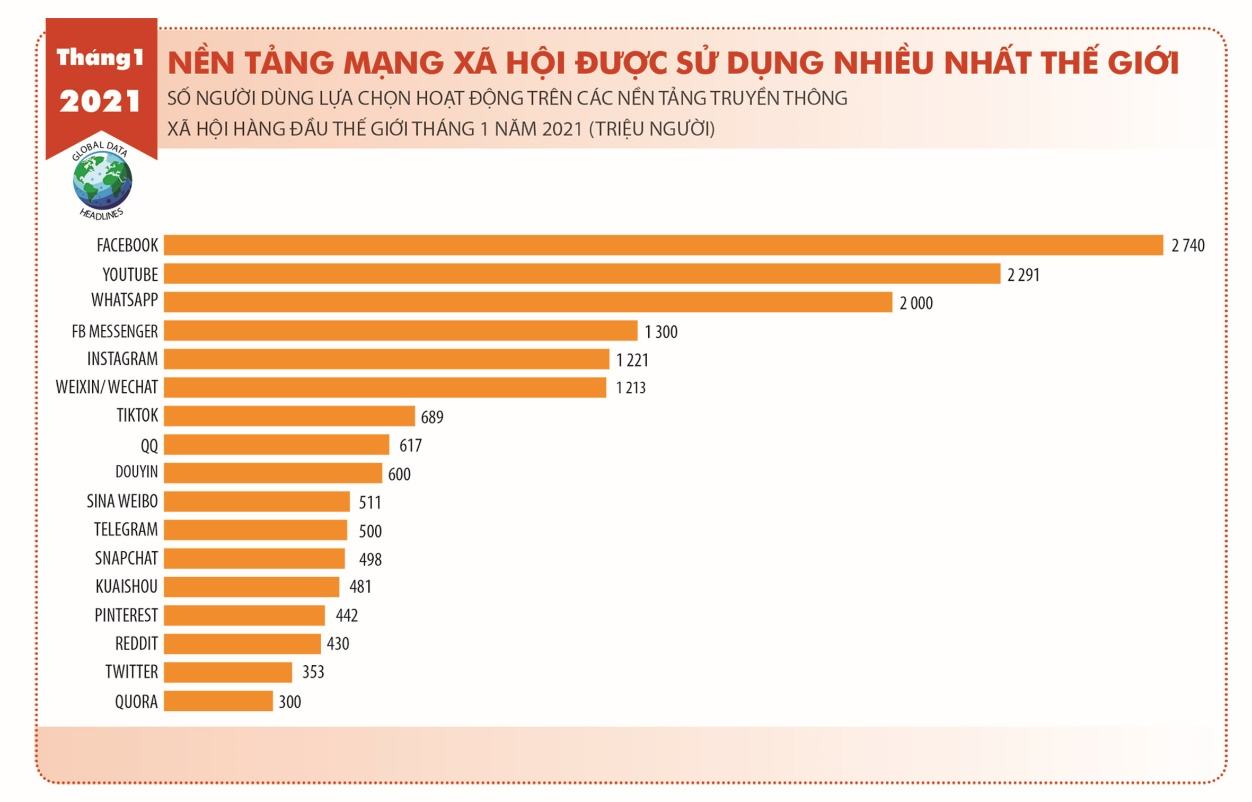 Tháng1
2021
NỀN TẢNG MẠNG XÃ HỘI ĐƯỢC SỬ DỤNG NHIỀU NHẤT THẾ GIỚI
SỐ NGƯỜI DÙNG LỰA CHỌN HOẠT ĐỘNG TRÊN CÁC NỀN TẢNG TRUYỀN THÔNG
XÃ HỘI HÀNG ĐẦU THẾ GIỚI THÁNG 1 NĂM 2021 (TRIỆU NGƯỜI)
GLOBAL DATA
HEADLINES
FACEBOOK 2 740
YOUTUBE 2 291
WHATSAPP 2 000
FB MESSENGER 1 300
INSTAGRAM 1 221
WEIXIN/ WECHAT 1 213
TIKTOK 689
QQ 617
DOUYIN 600
SINA WEIBO 511
TELEGRAM 500
SNAPCHAT 498
KUAISHOU 481
PINTEREST 442
REDDIT 430
TWITTER 353
QUORA 300